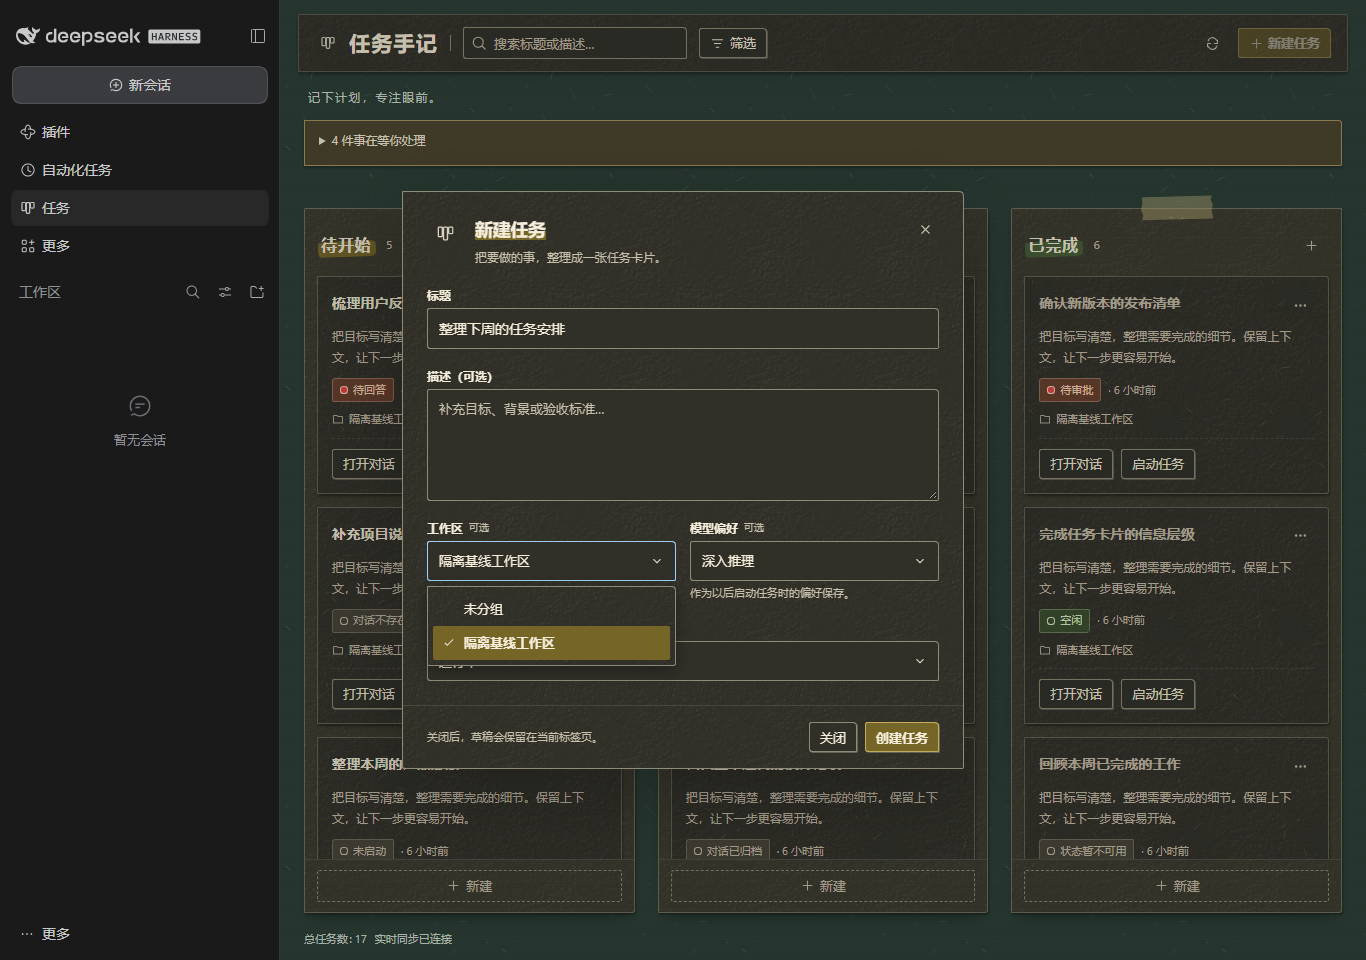 deepseek HARNESS
新会话
插件
自动化任务
任务
更多
工作区
暂无会话
更多
任务手记
搜索标题或描述...
筛选
新建任务
记下计划，专注眼前。
4 件事在等你处理
待开始 5
梳理用户反
把目标写清楚
文，让下一步
待回答
隔离基线工
打开对话
补充项目说
把目标写清楚
文，让下一步
对话不存在
隔离基线工
打开对话
整理本周的
把目标写清楚，整理需要完成的细节。保留上下
文，让下一步更容易开始。
未启动 · 6 小时前
新建
把目标写清楚，整理需要完成的细节。保留上下
文，让下一步更容易开始。
对话已归档 · 6 小时前
新建
已完成 6
确认新版本的发布清单
把目标写清楚，整理需要完成的细节。保留上下
文，让下一步更容易开始。
待审批 · 6 小时前
隔离基线工作区
打开对话
启动任务
完成任务卡片的信息层级
把目标写清楚，整理需要完成的细节。保留上下
文，让下一步更容易开始。
空闲 · 6 小时前
隔离基线工作区
打开对话
启动任务
回顾本周已完成的工作
把目标写清楚，整理需要完成的细节。保留上下
文，让下一步更容易开始。
状态暂不可用 · 6 小时前
新建
新建任务
把要做的事，整理成一张任务卡片。
标题
整理下周的任务安排
描述（可选）
补充目标、背景或验收标准...
工作区 可选
隔离基线工作区
未分组
隔离基线工作区
模型偏好 可选
深入推理
作为以后启动任务时的偏好保存。
关闭后，草稿会保留在当前标签页。
关闭
创建任务
总任务数: 17 实时同步已连接